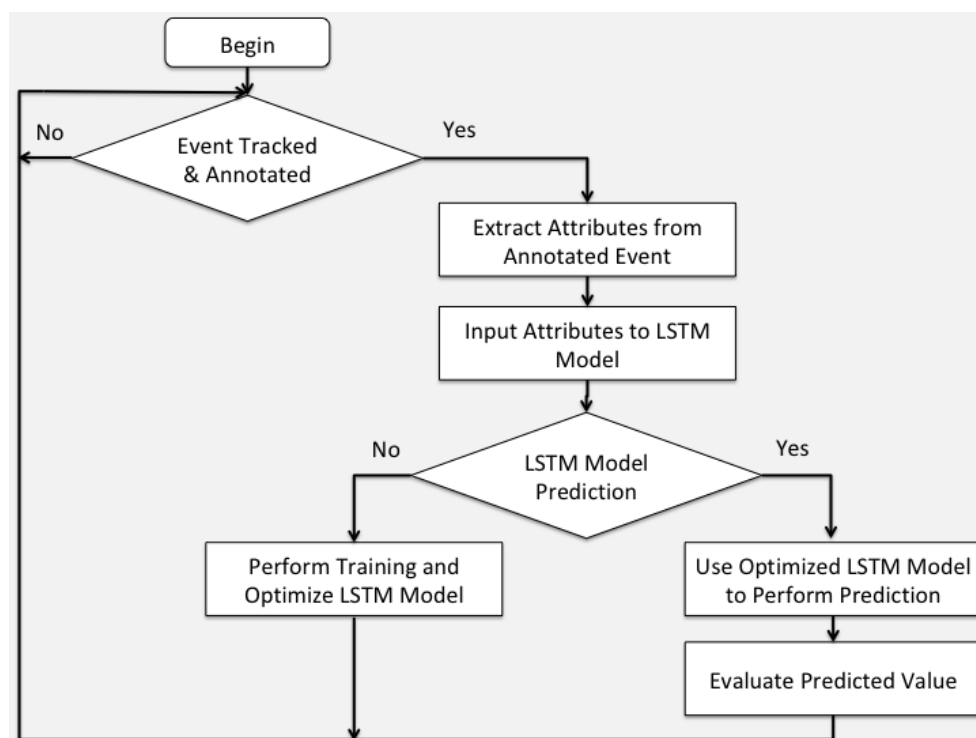 Begin
No
Yes
Event Tracked
& Annotated
Extract Attributes from
Annotated Event
Input Attributes to LSTM
Model
No
Yes
LSTM Model
Prediction
Perform Training and
Optimize LSTM Model
Use Optimized LSTM Model
to Perform Prediction
Evaluate Predicted Value